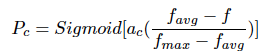 P_c = Sigmoid[a_c(\frac{f_{avg} - f}{f_{max} - f_{avg}})]